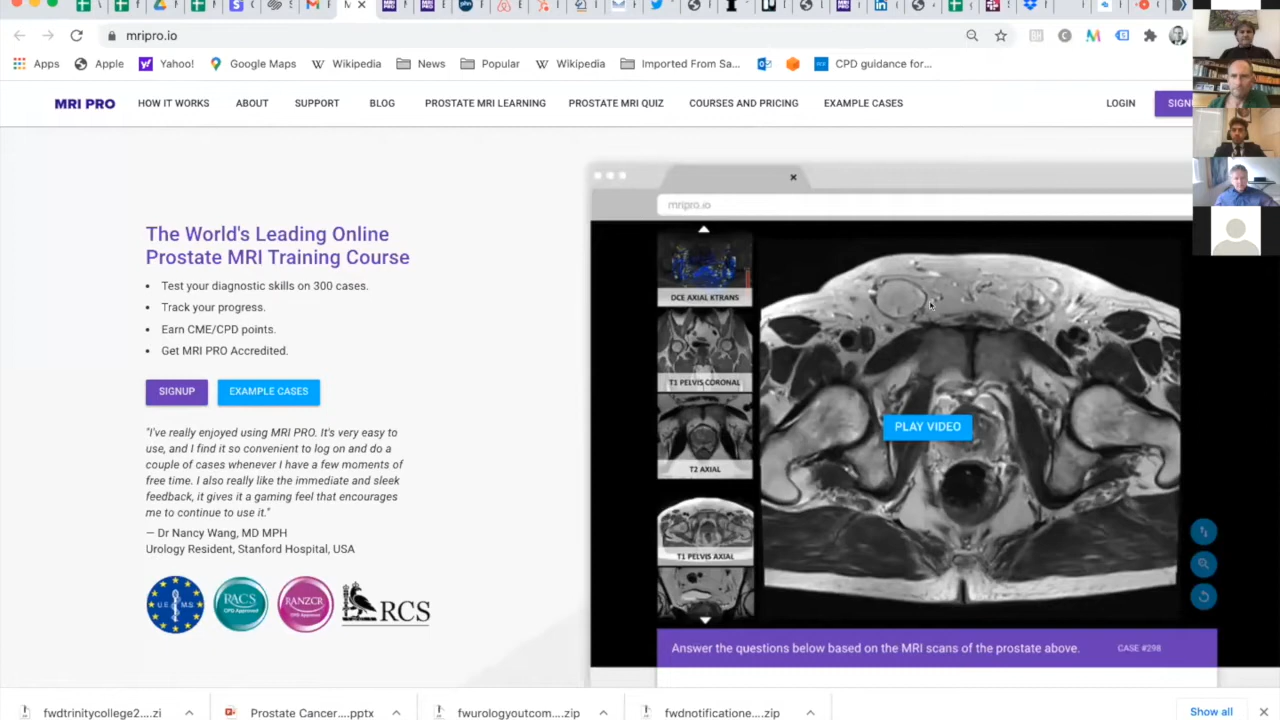 mripro.io
Apps Apple Yahoo! Google Maps Wikipedia News Popular Wikipedia Imported From Sa... CPD guidance for...
MRI PRO HOW IT WORKS ABOUT SUPPORT BLOG PROSTATE MRI LEARNING PROSTATE MRI QUIZ COURSES AND PRICING EXAMPLE CASES LOGIN SIGN
mripro.io
The World's Leading Online
Prostate MRI Training Course
Test your diagnostic skills on 300 cases.
Track your progress.
Earn CME/CPD points.
Get MRI PRO Accredited.
SIGNUP EXAMPLE CASES
"I've really enjoyed using MRI PRO. It's very easy to
use, and I find it so convenient to log on and do a
couple of cases whenever I have a few moments of
free time. I also really like the immediate and sleek
feedback, it gives it a gaming feel that encourages
me to continue to use it."
— Dr Nancy Wang, MD MPH
Urology Resident, Stanford Hospital, USA
U.E.M.S.
RACS
CPD Approved
RANZCR
CPD Approved
RCS
DCE AXIAL KTRANS
T1 PELVIS CORONAL
T2 AXIAL
T1 PELVIS AXIAL
PLAY VIDEO
Answer the questions below based on the MRI scans of the prostate above. CASE #298
fwdtrinitycollege2....zi Prostate Cancer....pptx fwurologyoutcom....zip fwdnotificatione....zip Show all